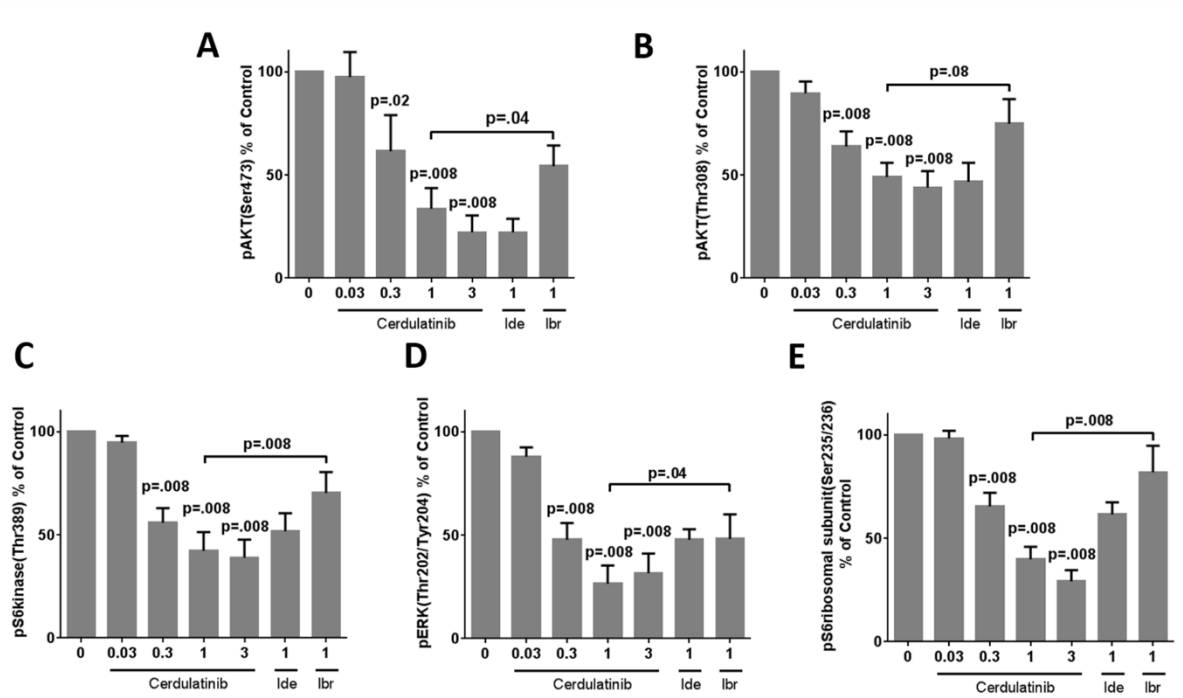 A
pAKT(Ser473) % of Control
100
50
0
p=.02
p=.008
p=.008
p=.04
0 0.03 0.3 1 3 1 1
Cerdulatinib Ide Ibr
B
pAKT(Thr308) % of Control
100
50
0
p=.008
p=.008
p=.008
p=.08
0 0.03 0.3 1 3 1 1
Cerdulatinib Ide Ibr
C
pS6kinase(Thr389) % of Control
100
50
0
p=.008
p=.008
p=.008
p=.008
0 0.03 0.3 1 3 1 1
Cerdulatinib Ide Ibr
D
pERK(Thr202/Tyr204) % of Control
100
50
0
p=.008
p=.008
p=.008
p=.04
0 0.03 0.3 1 3 1 1
Cerdulatinib Ide Ibr
E
pS6ribosomal subunit(Ser235/236)
% of Control
100
50
0
p=.008
p=.008
p=.008
p=.008
0 0.03 0.3 1 3 1 1
Cerdulatinib Ide Ibr